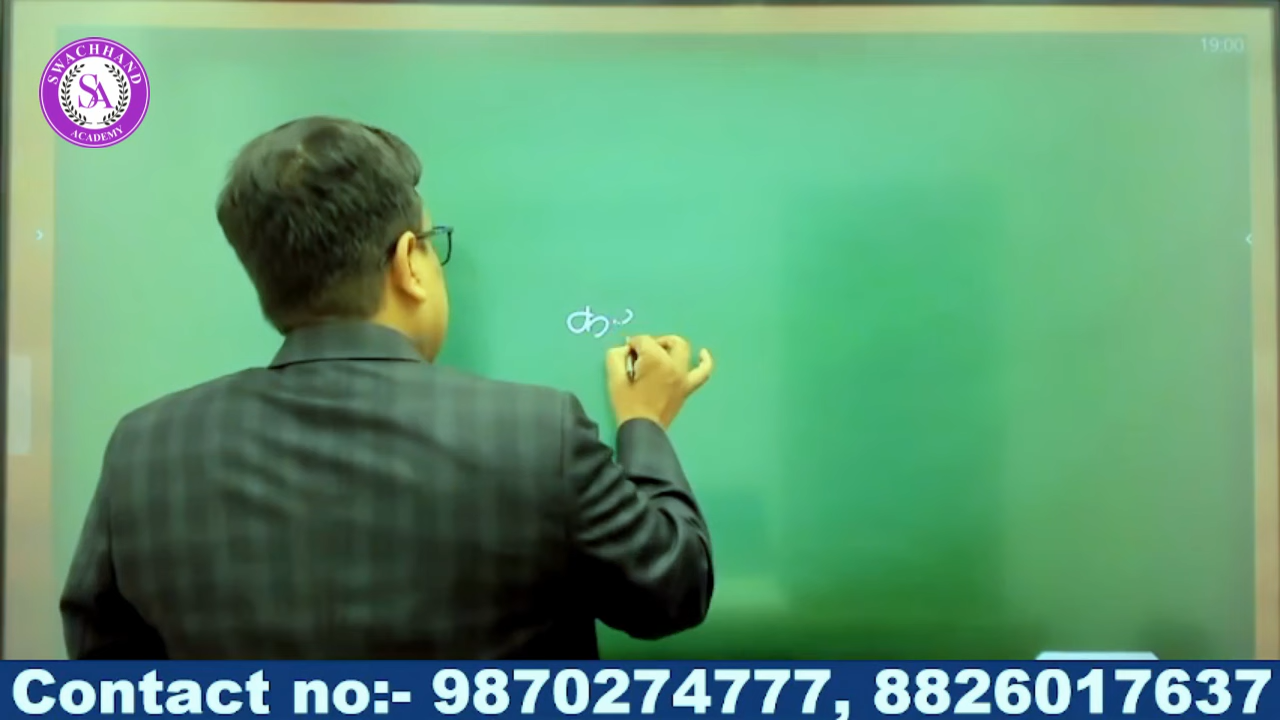 19:00
SWACHHAND
SA
ACADEMY
Contact no:- 9870274777, 8826017637